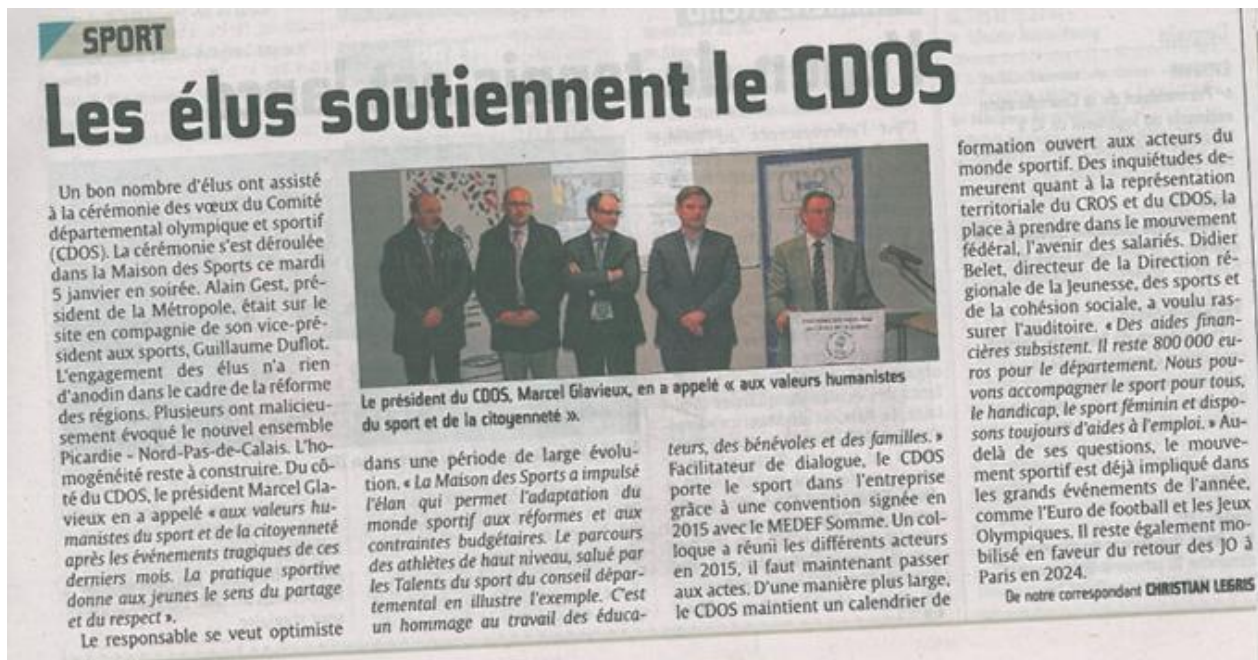 SPORT
Les élus soutiennent le CDOS
Un bon nombre d'élus ont assisté
à la cérémonie des vœux du Comité
départemental olympique et sportif
(CDOS). La cérémonie s'est déroulée
dans la Maison des Sports ce mardi
5 janvier en soirée. Alain Gest, pré-
sident de la Métropole, était sur le
site en compagnie de son vice-pré-
sident aux sports, Guillaume Duflot.
L'engagement des élus n'a rien
d'anodin dans le cadre de la réforme
des régions. Plusieurs ont malicieu-
sement évoqué le nouvel ensemble
Picardie - Nord-Pas-de-Calais. L'ho-
mogénéité reste à construire. Du cô-
té du CDOS, le président Marcel Gla-
vieux en a appelé « aux valeurs hu-
manistes du sport et de la citoyenneté
après les événements tragiques de ces
derniers mois. La pratique sportive
donne aux jeunes le sens du partage
et du respect ».
Le responsable se veut optimiste
CDOS
Le président du CDOS, Marcel Glavieux, en a appelé « aux valeurs humanistes
du sport et de la citoyenneté ».
dans une période de large évolu-
tion. « La Maison des Sports a impulsé
l'élan qui permet l'adaptation du
monde sportif aux réformes et aux
contraintes budgétaires. Le parcours
des athlètes de haut niveau, salué par
les Talents du sport du conseil dépar-
temental en illustre l'exemple. C'est
un hommage au travail des éduca-
teurs, des bénévoles et des familles. »
Facilitateur de dialogue, le CDOS
porte le sport dans l'entreprise
grâce à une convention signée en
2015 avec le MEDEF Somme. Un col-
loque a réuni les différents acteurs
en 2015, il faut maintenant passer
aux actes. D'une manière plus large,
le CDOS maintient un calendrier de
formation ouvert aux acteurs du
monde sportif. Des inquiétudes de-
meurent quant à la représentation
territoriale du CROS et du CDOS, la
place à prendre dans le mouvement
fédéral, l'avenir des salariés. Didier
Belet, directeur de la Direction ré-
gionale de la Jeunesse, des sports et
de la cohésion sociale, a voulu ras-
surer l'auditoire. « Des aides finan-
cières subsistent. Il reste 800 000 eu-
ros pour le département. Nous pou-
vons accompagner le sport pour tous,
le handicap, le sport féminin et dispo-
sons toujours d'aides à l'emploi. » Au-
delà de ses questions, le mouve-
ment sportif est déjà impliqué dans
les grands événements de l'année,
comme l'Euro de football et les Jeux
Olympiques. Il reste également mo-
bilisé en faveur du retour des JO à
Paris en 2024.
De notre correspondant CHRISTIAN LEGRIS